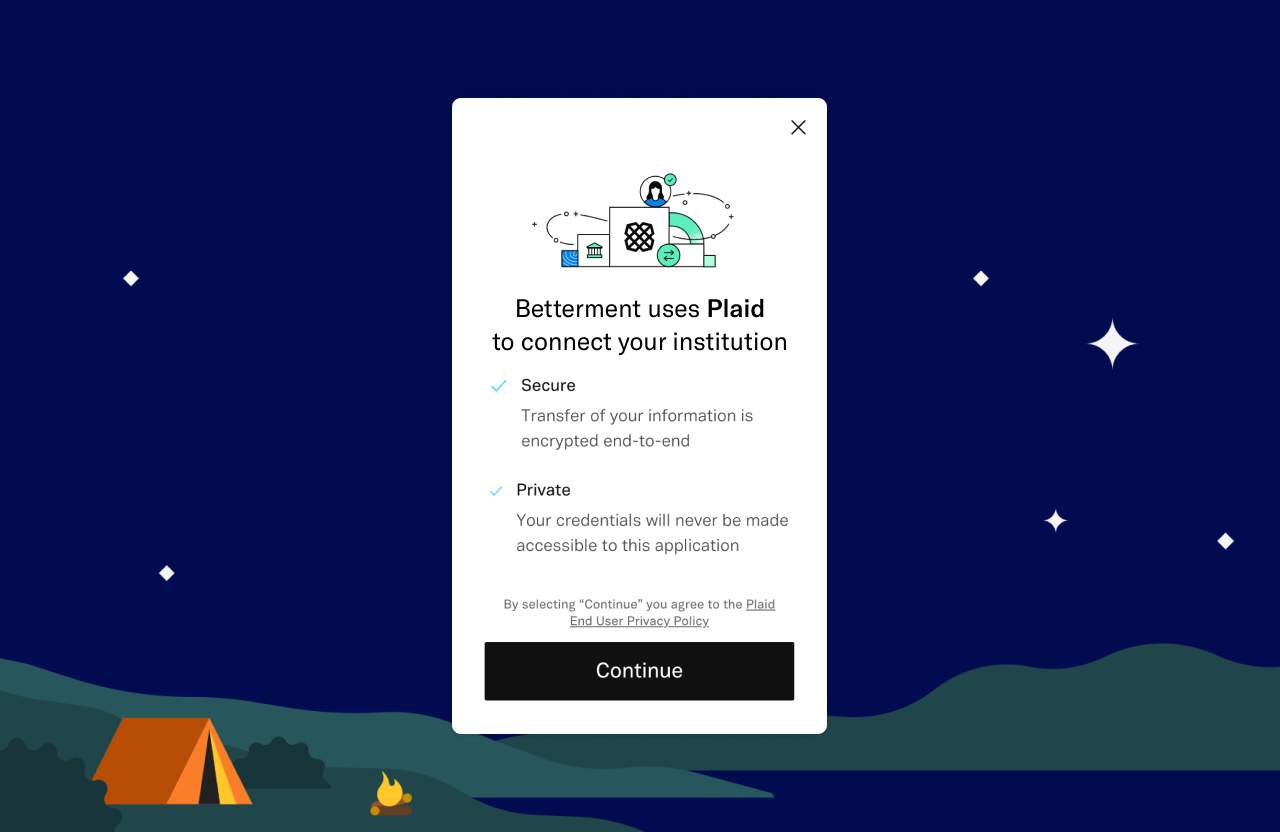 Betterment uses Plaid
to connect your institution
Secure
Transfer of your information is
encrypted end-to-end
Private
Your credentials will never be made
accessible to this application
By selecting “Continue” you agree to the Plaid
End User Privacy Policy
Continue